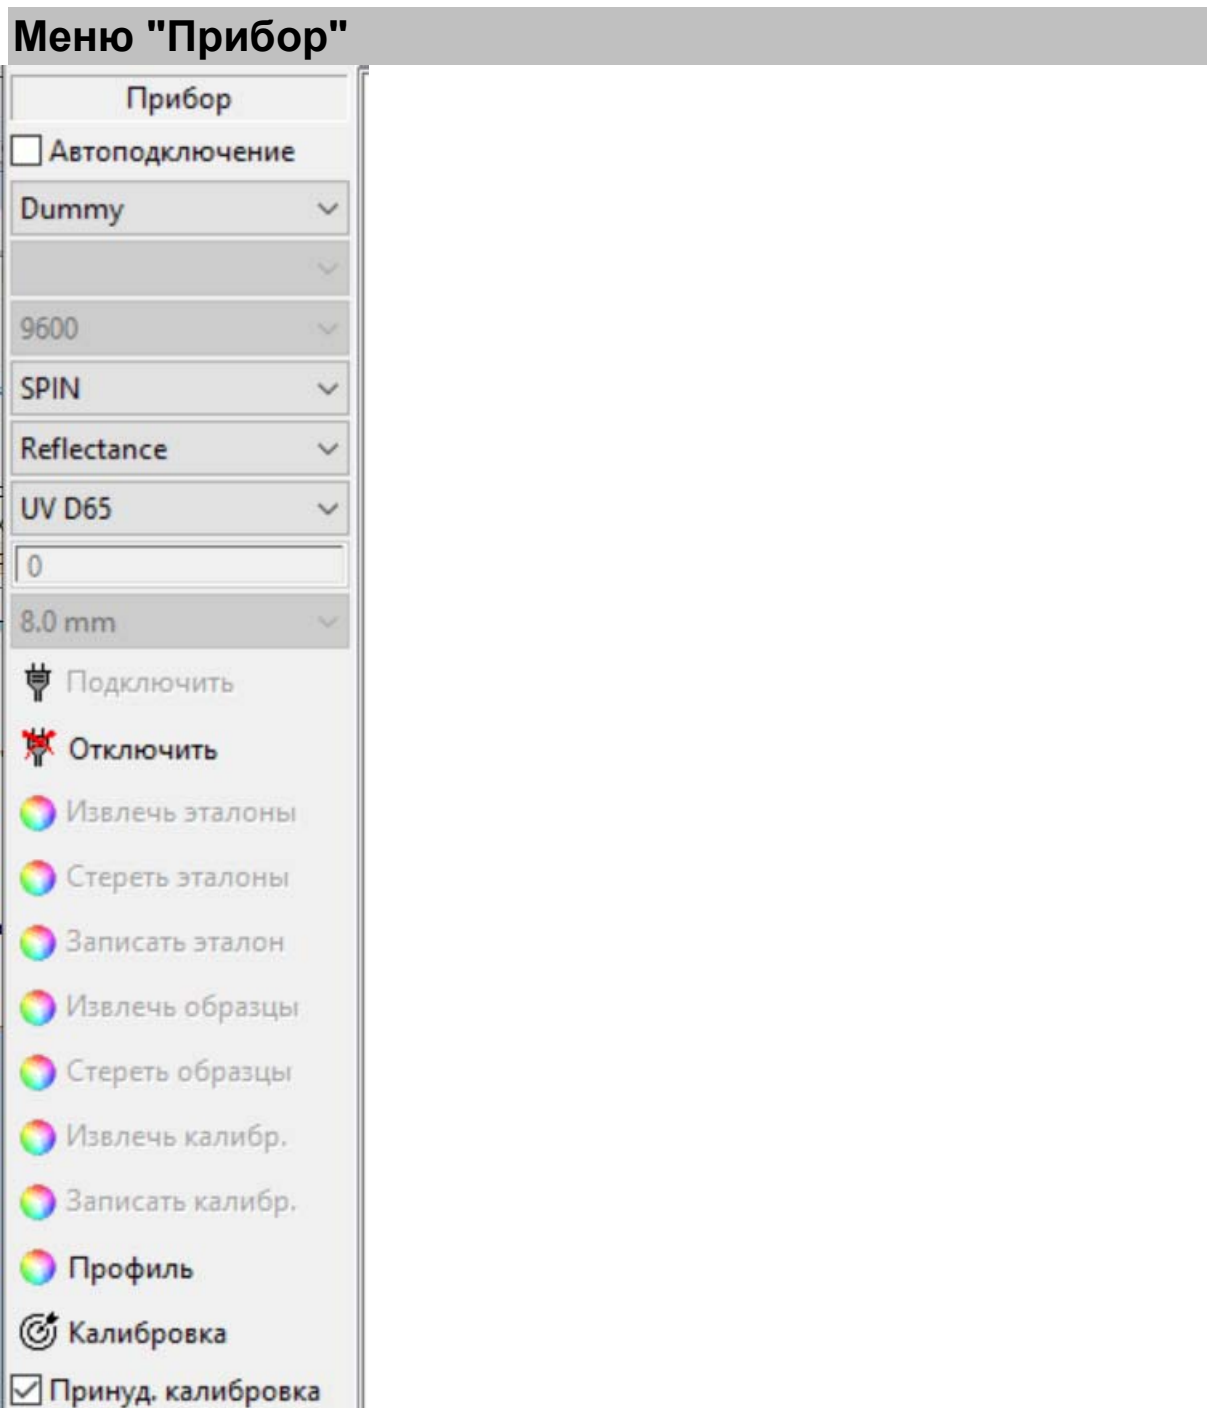 Меню "Прибор"
Прибор
Автоподключение
Dummy
9600
SPIN
Reflectance
UV D65
0
8.0 mm
Подключить
Отключить
Извлечь эталоны
Стереть эталоны
Записать эталон
Извлечь образцы
Стереть образцы
Извлечь калибр.
Записать калибр.
Профиль
Калибровка
Принуд. калибровка